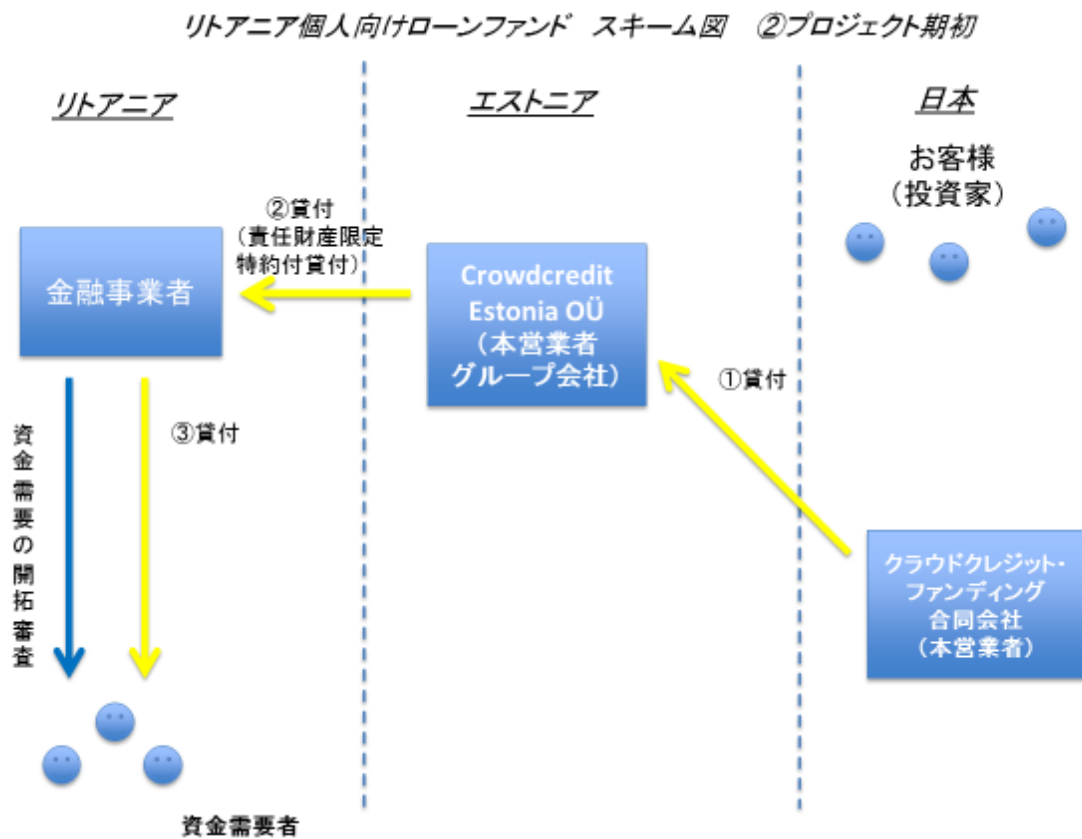 リトアニア個人向けローンファンド　スキーム図　②プロジェクト期初
リトアニア
エストニア
日本
お客様
（投資家）
②貸付
（責任財産限定
特約付貸付）
金融事業者
Crowdcredit
Estonia OÜ
（本営業者
グループ会社）
①貸付
③貸付
資金需要の開拓審査
クラウドクレジット・
ファンディング
合同会社
（本営業者）
資金需要者